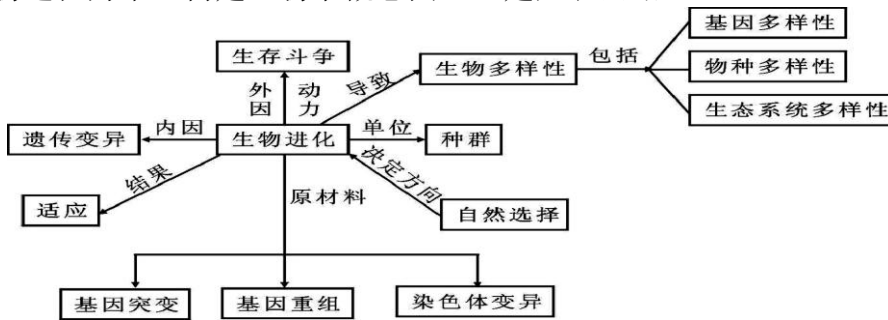 基因多样性
生存斗争
生物多样性
包括
物种多样性
外因
动力
导致
生态系统多样性
遗传变异
内因
生物进化
单位
种群
结果
决定方向
适应
原材料
自然选择
基因突变
基因重组
染色体变异